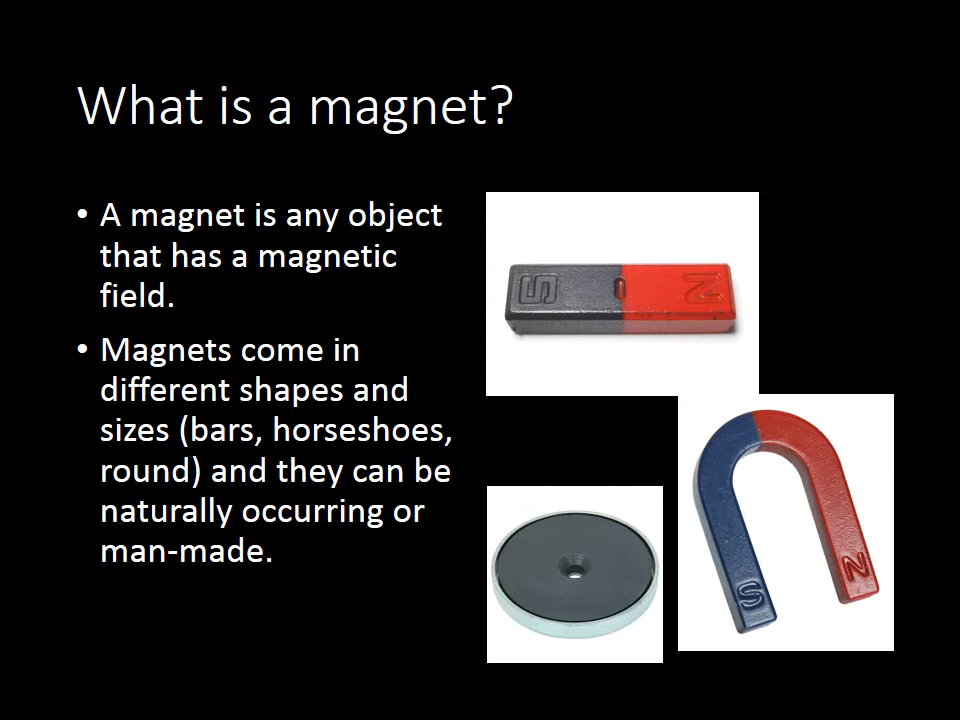 What is a magnet?
• A magnet is any object
that has a magnetic
field.
• Magnets come in
different shapes and
sizes (bars, horseshoes,
round) and they can be
naturally occurring or
man-made.
S N
S N